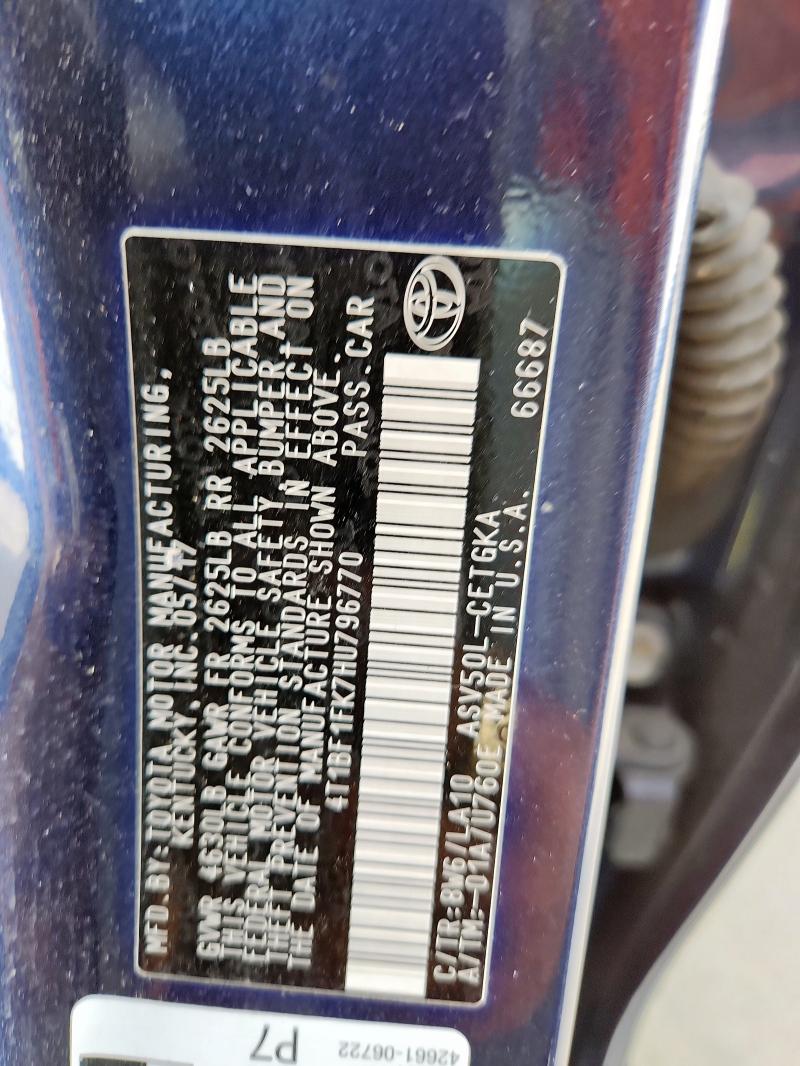 MFD.BY:TOYOTA MOTOR MANUFACTURING,
KENTUCKY,INC.05/17
GVWR 4630LB GAWR FR 2625LB RR 2625LB
THIS VEHICLE CONFORMS TO ALL APPLICABLE
FEDERAL MOTOR VEHICLE SAFETY, BUMPER,AND
THEFT PREVENTION STANDARDS IN EFFECT ON
THE DATE OF MANUFACTURE SHOWN ABOVE.
4T1BF1FK7HU796770 PASS.CAR
C/TR:8W6/LA10 ASV50L-CETGKA
A/TM:-01A/U760E MADE IN U.S.A. 66687
42661-06722
P7